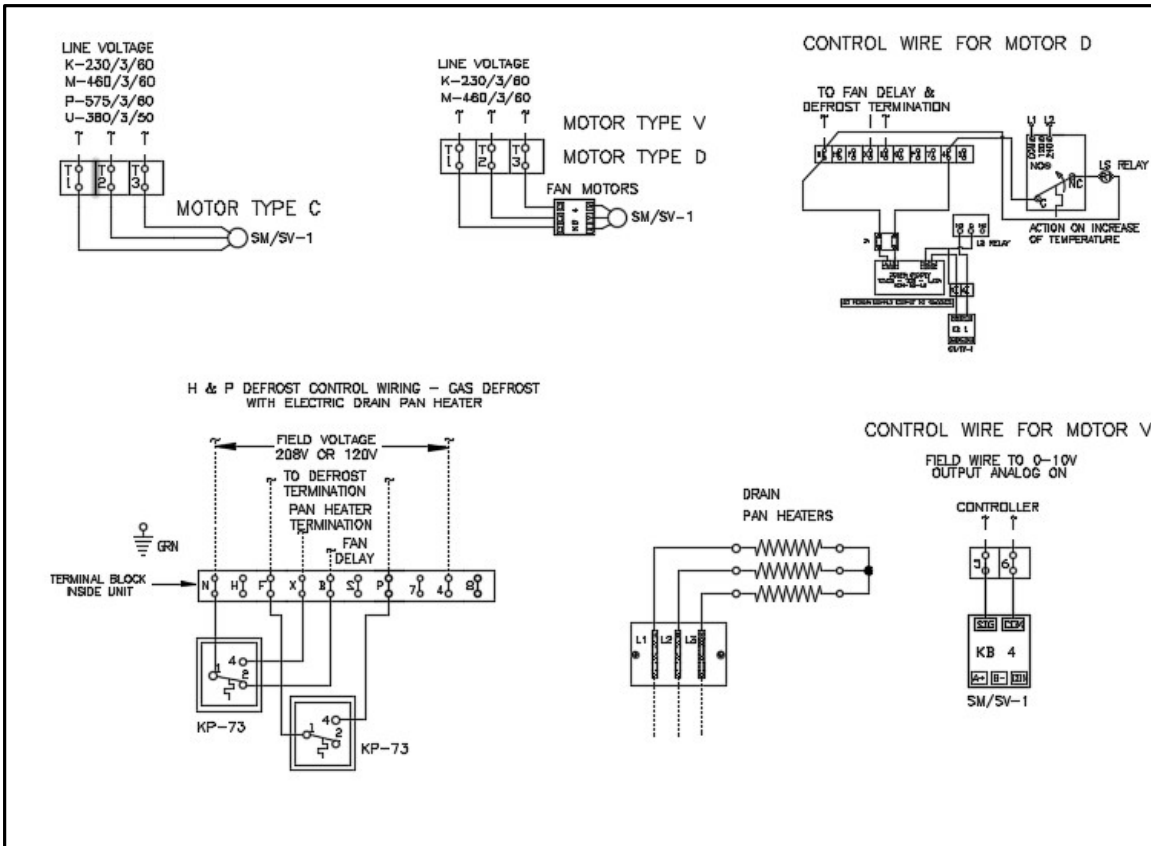 LINE VOLTAGE
K-230/3/60
M-460/3/60
P-575/3/60
U-380/3/50
T1
T2
T3
MOTOR TYPE C
SM/SV-1
LINE VOLTAGE
K-230/3/60
M-460/3/60
T1
T2
T3
MOTOR TYPE V
MOTOR TYPE D
FAN MOTORS
KB 4
SM/SV-1
CONTROL WIRE FOR MOTOR D
TO FAN DELAY &
DEFROST TERMINATION
L1 L2
LS RELAY
NC
C
ACTION ON INCREASE
OF TEMPERATURE
LS RELAY
H & P DEFROST CONTROL WIRING - GAS DEFROST
WITH ELECTRIC DRAIN PAN HEATER
FIELD VOLTAGE
208V OR 120V
TO DEFROST
TERMINATION
PAN HEATER
TERMINATION
FAN
DELAY
GRN
TERMINAL BLOCK
INSIDE UNIT
N H F X B S P 7 4
1 4 2
KP-73
1 4 2
KP-73
DRAIN
PAN HEATERS
L1 L2 L3
CONTROL WIRE FOR MOTOR V
FIELD WIRE TO 0-10V
OUTPUT ANALOG ON
CONTROLLER
6
SIG COM
KB 4
A+ B-
SM/SV-1